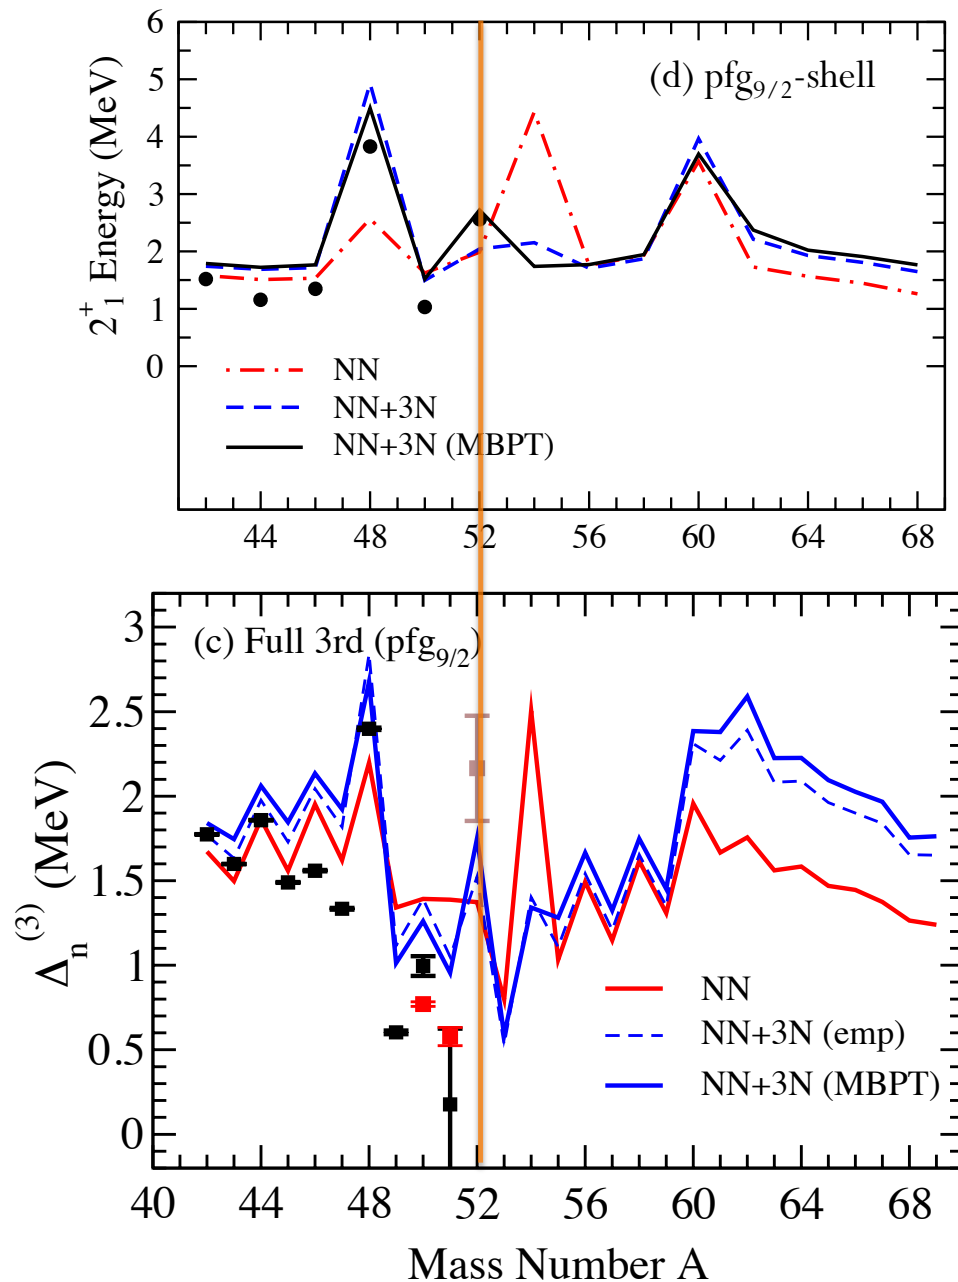 6
5
4
3
2
1
0
2⁺₁ Energy (MeV)
(d) pfg9/2-shell
NN
NN+3N
NN+3N (MBPT)
44 48 52 56 60 64 68
3
2.5
2
1.5
1
0.5
0
Δn(3) (MeV)
(c) Full 3rd (pfg9/2)
NN
NN+3N (emp)
NN+3N (MBPT)
40 44 48 52 56 60 64 68
Mass Number A